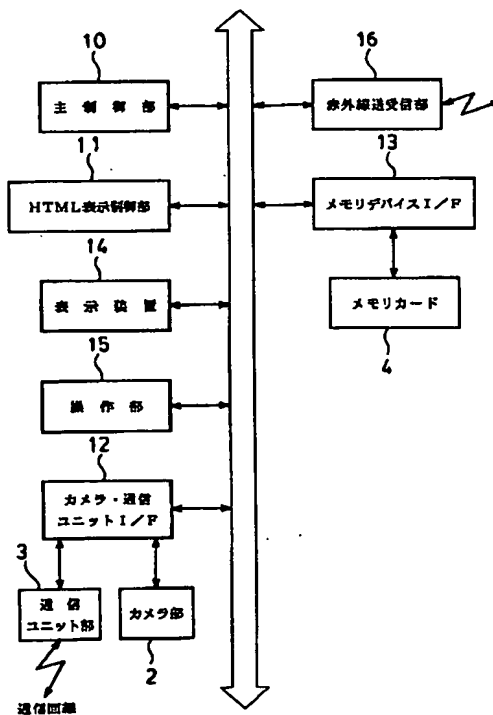 10
主制御部
11
HTML表示制御部
14
表示装置
15
操作部
12
カメラ・通信
ユニットI/F
3
通信
ユニット部
カメラ部
2
通信回線
16
赤外線送受信部
13
メモリデバイスI/F
メモリカード
4